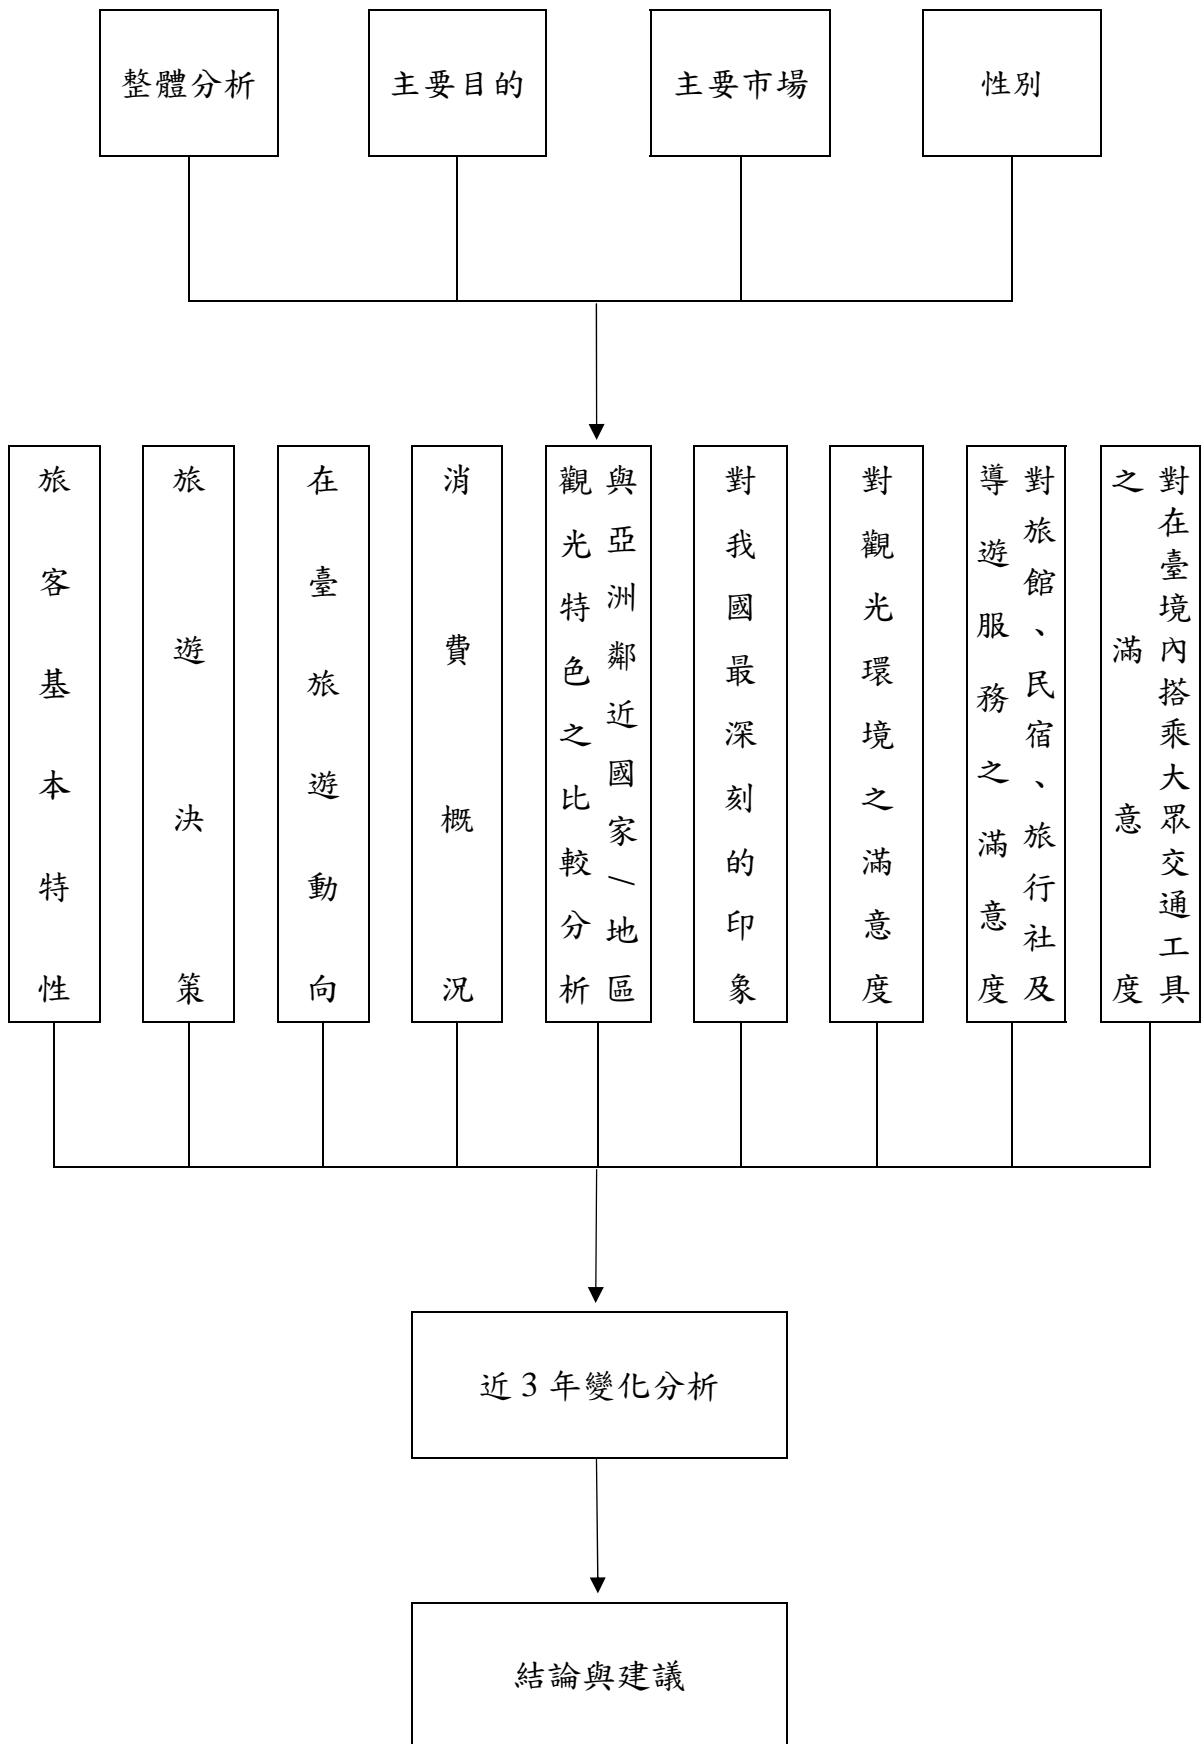 整體分析
主要目的
主要市場
性別
旅客基本特性
旅遊決策
在臺旅遊動向
消費概況
與亞洲鄰近國家/地區
觀光特色之比較分析
對我國最深刻的印象
對觀光環境之滿意度
對旅館、民宿、旅行社及
導遊服務之滿意度
對在臺境內搭乘大眾交通工具
之滿意度
近3年變化分析
結論與建議